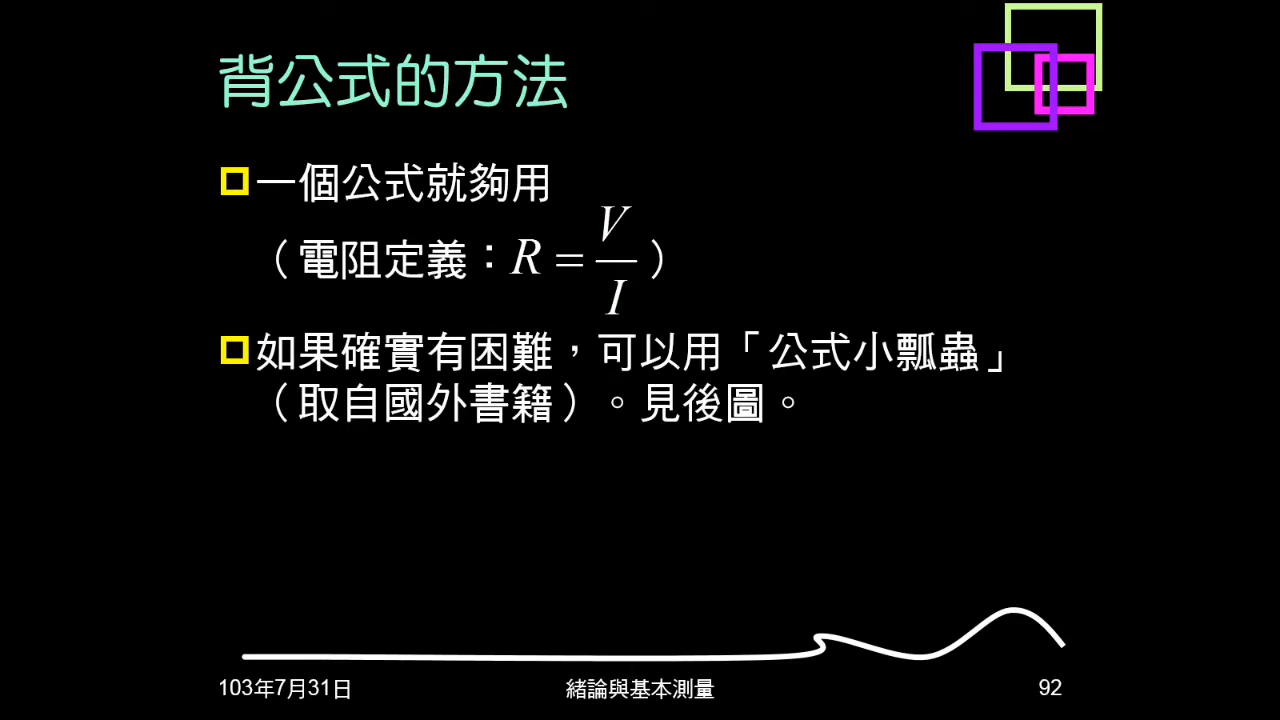 背公式的方法
一個公式就夠用
（電阻定義：R = V/I）
如果確實有困難，可以用「公式小瓢蟲」
（取自國外書籍）。見後圖。
103年7月31日
緒論與基本測量
92